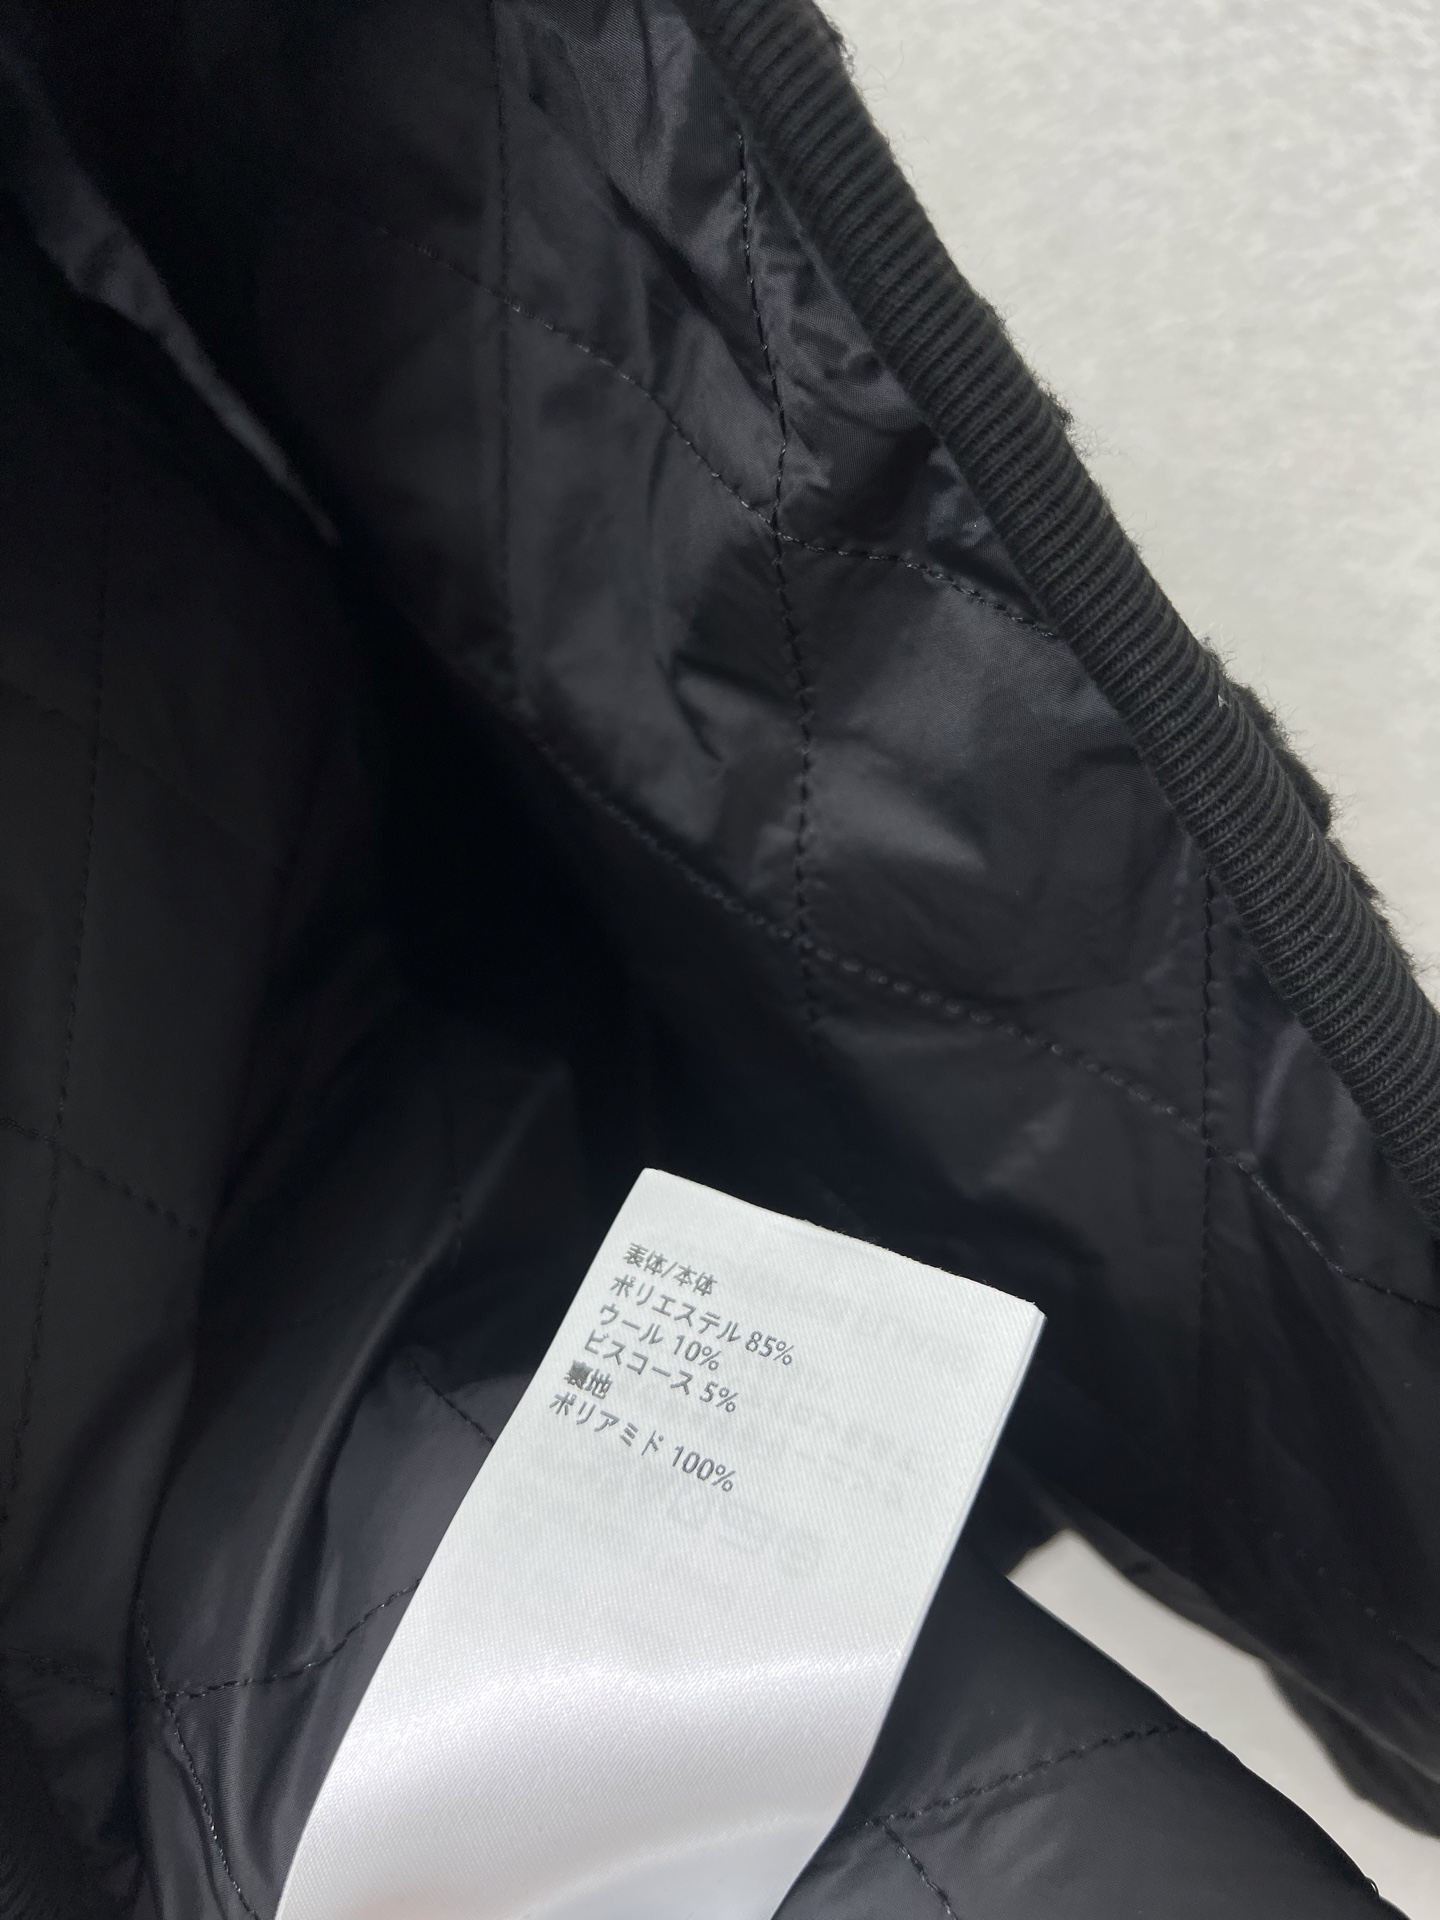 表体/本体
ポリエステル 85%
ウール 10%
ビスコース 5%
裏地
ポリアミド 100%